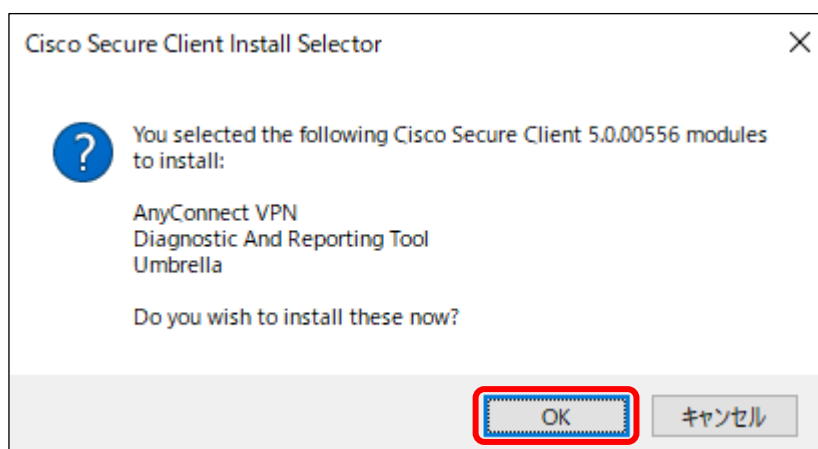 Cisco Secure Client Install Selector
You selected the following Cisco Secure Client 5.0.00556 modules
to install:
AnyConnect VPN
Diagnostic And Reporting Tool
Umbrella
Do you wish to install these now?
OK
キャンセル